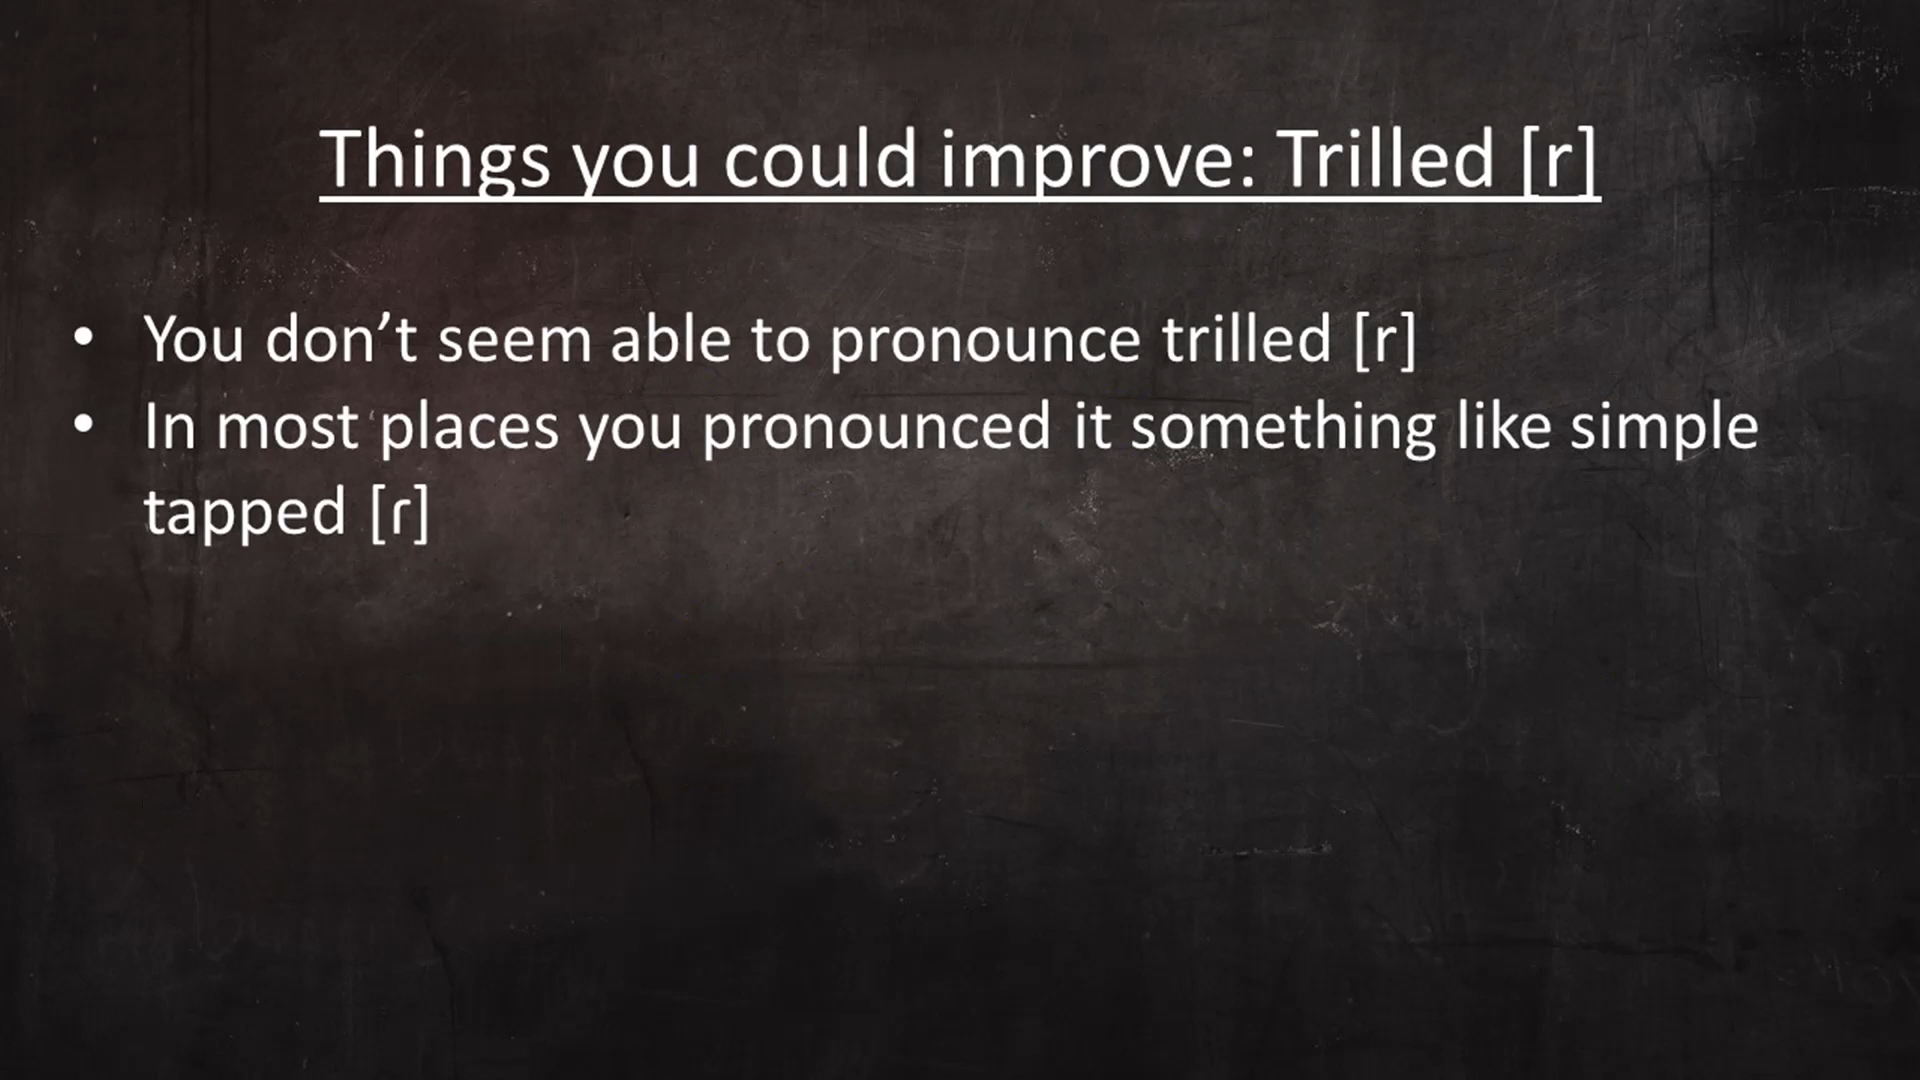 Things you could improve: Trilled [r]
• You don’t seem able to pronounce trilled [r]
• In most places you pronounced it something like simple
tapped [ɾ]